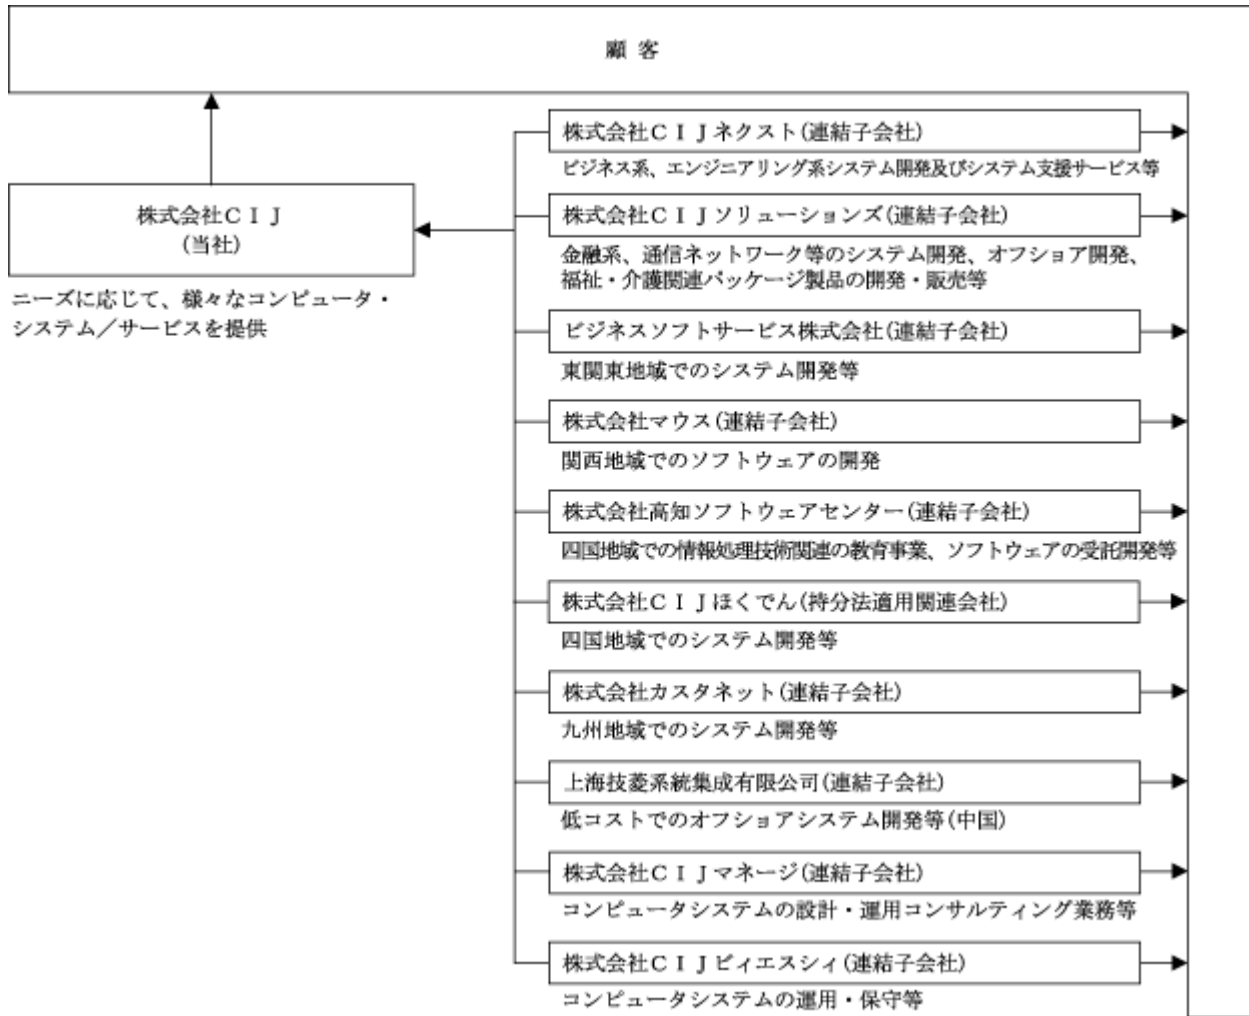 顧 客
株式会社ＣＩＪ
(当社)
ニーズに応じて、様々なコンピュータ・
システム／サービスを提供
株式会社ＣＩＪネクスト(連結子会社)
ビジネス系、エンジニアリング系システム開発及びシステム支援サービス等
株式会社ＣＩＪソリューションズ(連結子会社)
金融系、通信ネットワーク等のシステム開発、オフショア開発、
福祉・介護関連パッケージ製品の開発・販売等
ビジネスソフトサービス株式会社(連結子会社)
東関東地域でのシステム開発等
株式会社マウス(連結子会社)
関西地域でのソフトウェアの開発
株式会社高知ソフトウェアセンター(連結子会社)
四国地域での情報処理技術関連の教育事業、ソフトウェアの受託開発等
株式会社ＣＩＪほくでん(持分法適用関連会社)
四国地域でのシステム開発等
株式会社カスタネット(連結子会社)
九州地域でのシステム開発等
上海技菱系統集成有限公司(連結子会社)
低コストでのオフショアシステム開発等(中国)
株式会社ＣＩＪマネージ(連結子会社)
コンピュータシステムの設計・運用コンサルティング業務等
株式会社ＣＩＪピィエスシィ(連結子会社)
コンピュータシステムの運用・保守等